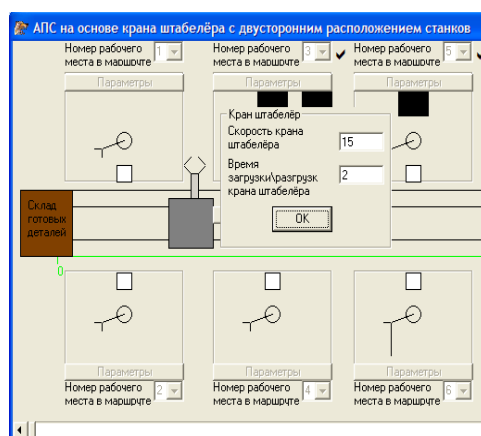 АПС на основе крана штабелёра с двусторонним расположением станков
Номер рабочего места в маршруте 1
Номер рабочего места в маршруте 3
Номер рабочего места в маршруте 5
Параметры
Параметры
Кран штабелёр
Скорость крана штабелёра 15
Время загрузки\разгрузк крана штабелёра 2
OK
Склад
готовых
деталей
0
Параметры
Параметры
Параметры
Номер рабочего места в маршруте 2
Номер рабочего места в маршруте 4
Номер рабочего места в маршруте 6